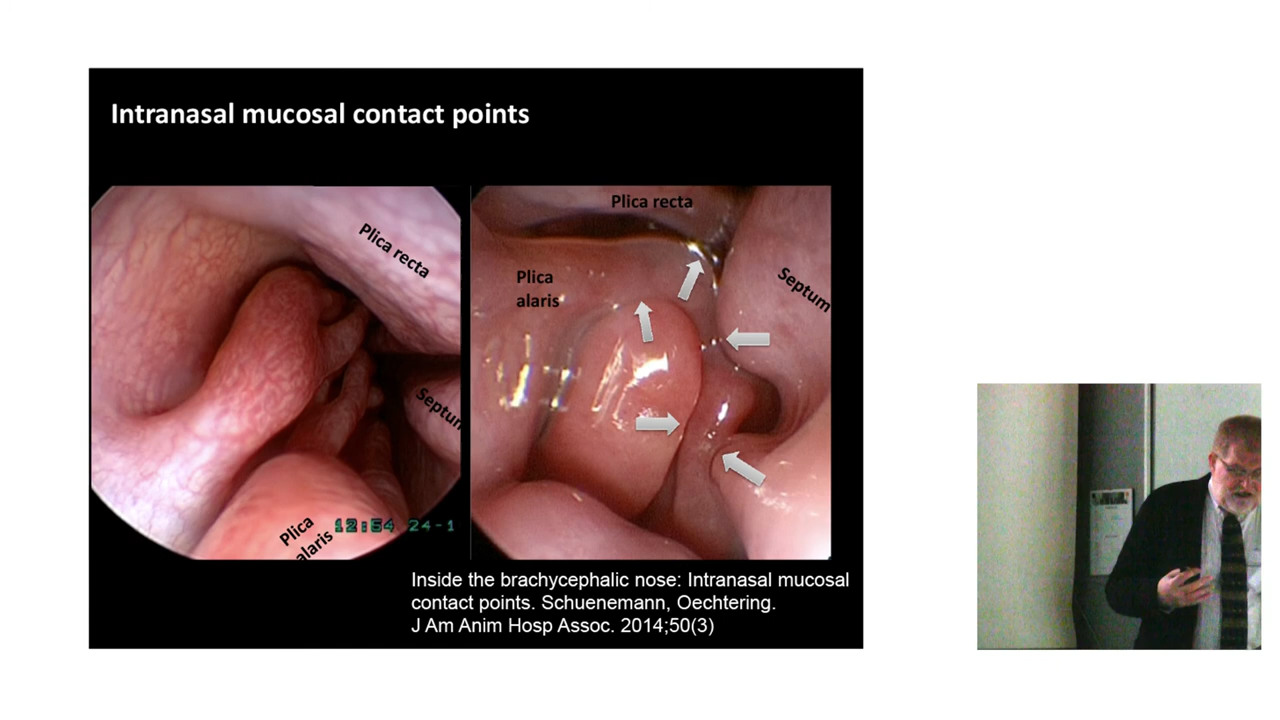 Intranasal mucosal contact points
Plica recta
Septum
12:54 24-1
Plica
alaris
Plica recta
Plica
alaris
Septum
Inside the brachycephalic nose: Intranasal mucosal
contact points. Schuenemann, Oechtering.
J Am Anim Hosp Assoc. 2014;50(3)